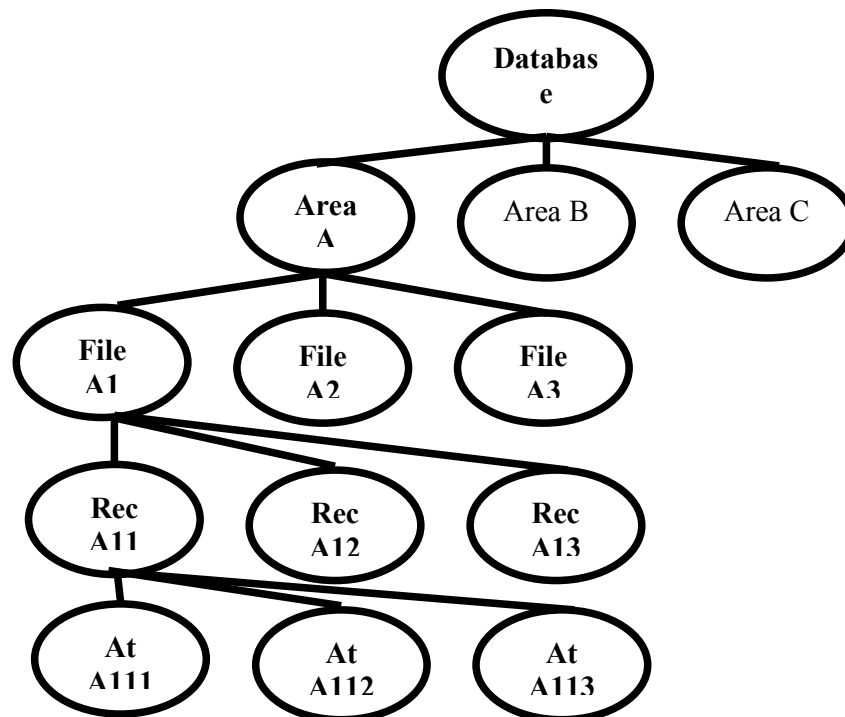 Databas
e
Area
A
Area B
Area C
File
A1
File
A2
File
A3
Rec
A11
Rec
A12
Rec
A13
At
A111
At
A112
At
A113